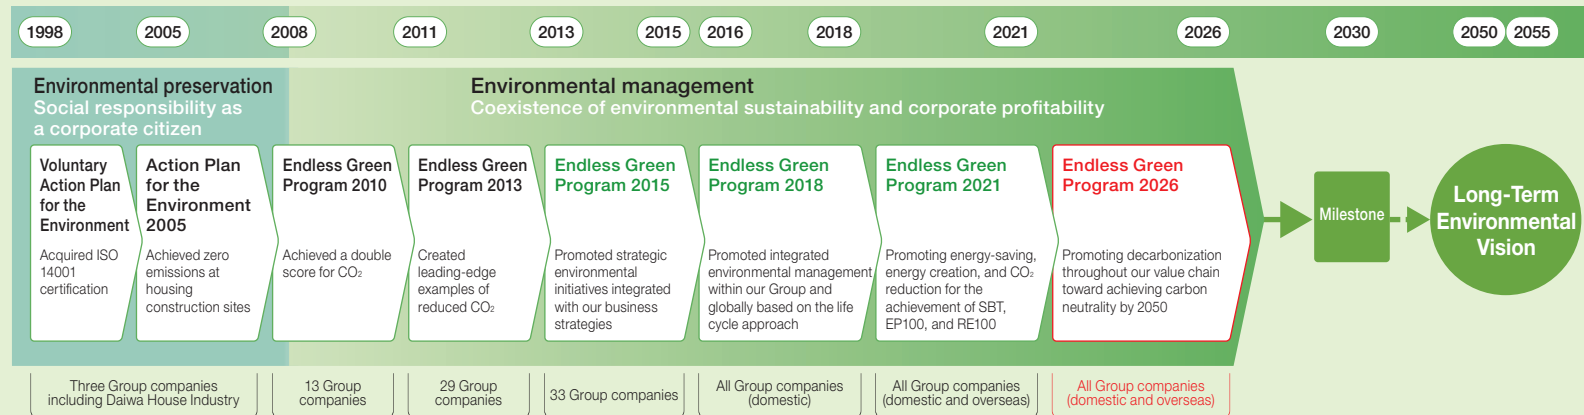 1998 2005 2008 2011 2013 2015 2016 2018 2021 2026 2030 2050 2055
Environmental preservation
Social responsibility as
a corporate citizen
Environmental management
Coexistence of environmental sustainability and corporate profitability
Voluntary
Action Plan
for the
Environment
Acquired ISO
14001
certification
Action Plan
for the
Environment
2005
Achieved zero
emissions at
housing
construction sites
Endless Green
Program 2010
Achieved a double
score for CO₂
Endless Green
Program 2013
Created
leading-edge
examples of
reduced CO₂
Endless Green
Program 2015
Promoted strategic
environmental
initiatives integrated
with our business
strategies
Endless Green
Program 2018
Promoted integrated
environmental management
within our Group and
globally based on the life
cycle approach
Endless Green
Program 2021
Promoting energy-saving,
energy creation, and CO₂
reduction for the
achievement of SBT,
EP100, and RE100
Endless Green
Program 2026
Promoting decarbonization
throughout our value chain
toward achieving carbon
neutrality by 2050
Milestone
Long-Term
Environmental
Vision
Three Group companies
including Daiwa House Industry
13 Group
companies
29 Group
companies
33 Group companies
All Group companies
(domestic)
All Group companies
(domestic and overseas)
All Group companies
(domestic and overseas)